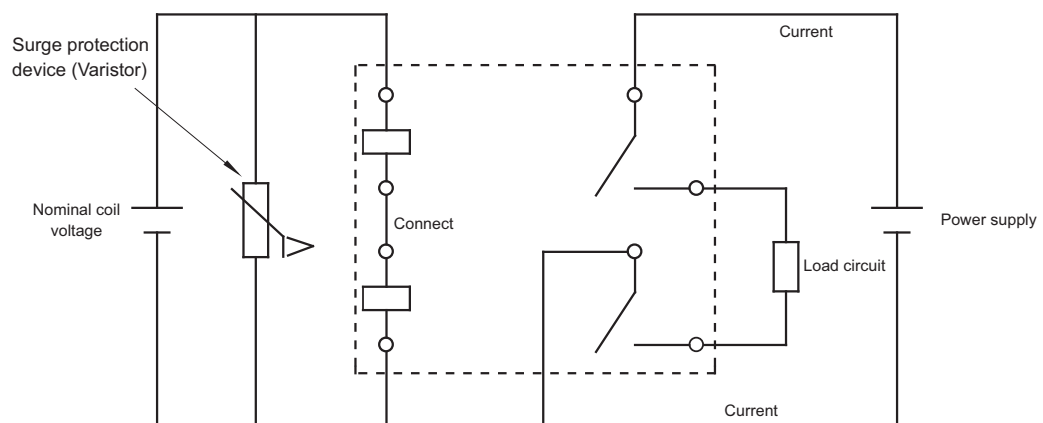 Current
Surge protection
device (Varistor)
Nominal coil
voltage
Connect
Power supply
Load circuit
Current